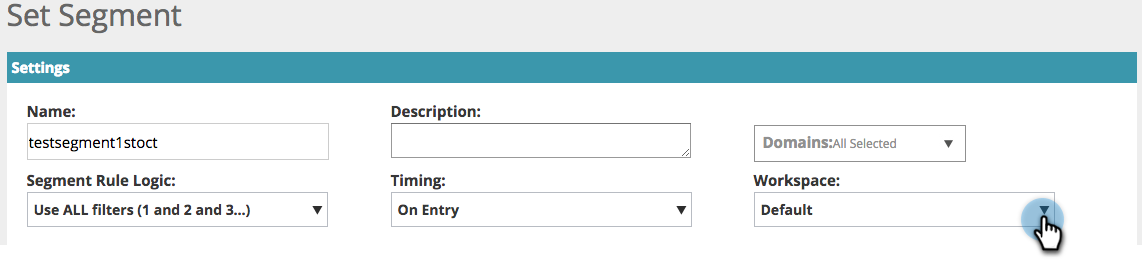 Set Segment
Settings
Name:
Description:
testsegment1stoct
Domains:All Selected
Segment Rule Logic:
Timing:
Workspace:
Use ALL filters (1 and 2 and 3...)
On Entry
Default